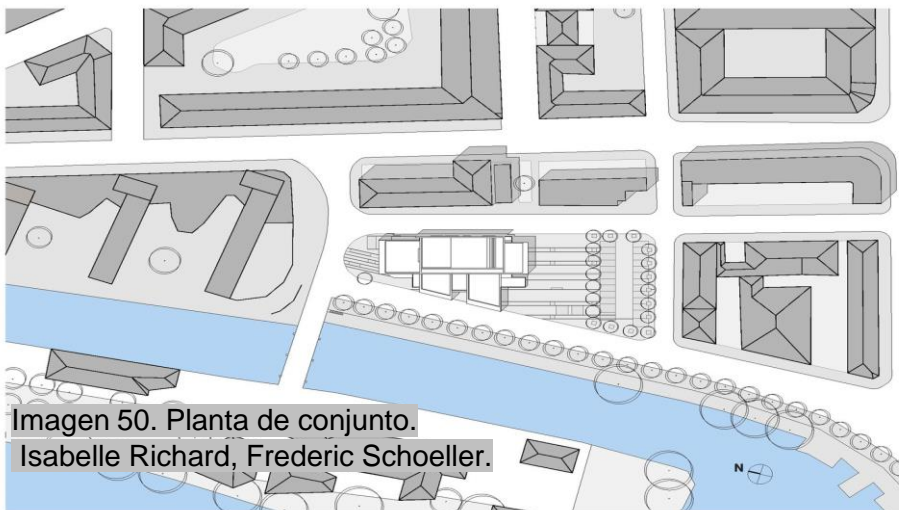 N
Imagen 50. Planta de conjunto.
Isabelle Richard, Frederic Schoeller.